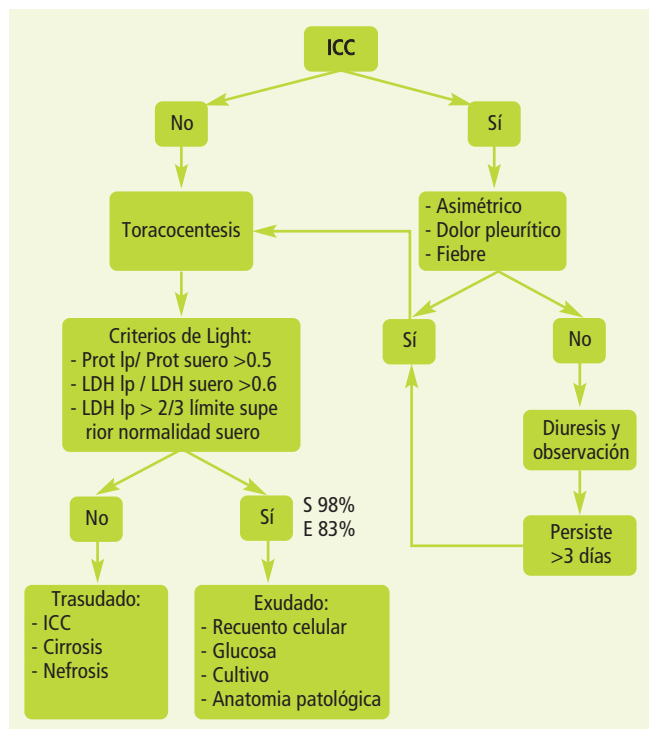 ICC
No
Sí
Toracocentesis
- Asimétrico
- Dolor pleurítico
- Fiebre
Criterios de Light:
- Prot lp/ Prot suero >0.5
- LDH lp / LDH suero >0.6
- LDH lp > 2/3 límite supe
rior normalidad suero
Sí
No
Diuresis y
observación
Persiste
>3 días
No
Sí
S 98%
E 83%
Trasudado:
- ICC
- Cirrosis
- Nefrosis
Exudado:
- Recuento celular
- Glucosa
- Cultivo
- Anatomia patológica